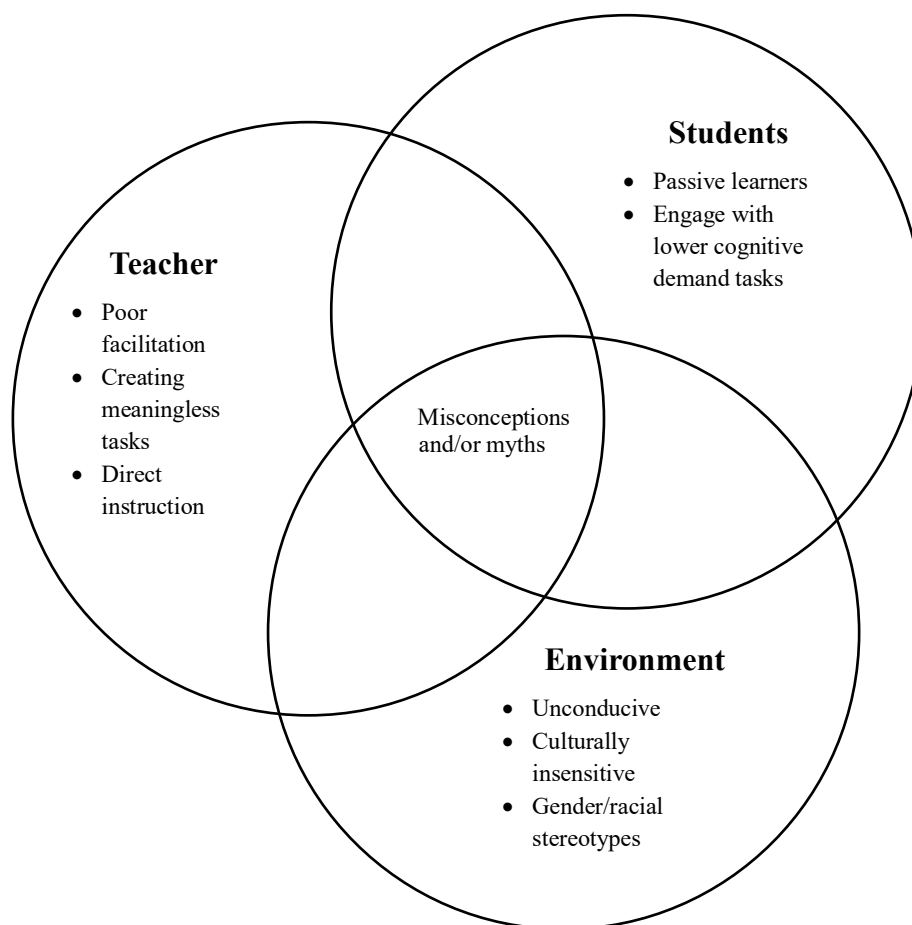 Students
• Passive learners
• Engage with
lower cognitive
demand tasks
Teacher
• Poor
facilitation
• Creating
meaningless
tasks
• Direct
instruction
Misconceptions
and/or myths
Environment
• Unconducive
• Culturally
insensitive
• Gender/racial
stereotypes